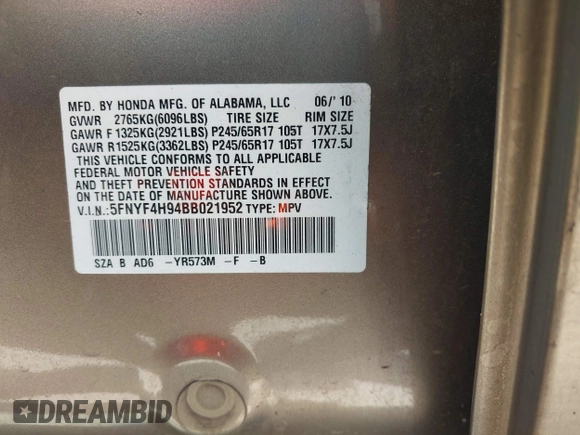 MFD. BY HONDA MFG. OF ALABAMA, LLC 06/'10
GVWR 2765KG(6096LBS) TIRE SIZE RIM SIZE
GAWR F 1325KG(2921LBS) P245/65R17 105T 17X7.5J
GAWR R 1525KG(3362LBS) P245/65R17 105T 17X7.5J
THIS VEHICLE CONFORMS TO ALL APPLICABLE
FEDERAL MOTOR VEHICLE SAFETY
AND THEFT PREVENTION STANDARDS IN EFFECT
ON THE DATE OF MANUFACTURE SHOWN ABOVE.
V.I.N.:5FNYF4H94BB021952 TYPE: MPV
SZA B AD6 -YR573M -F -B
DREAMBID